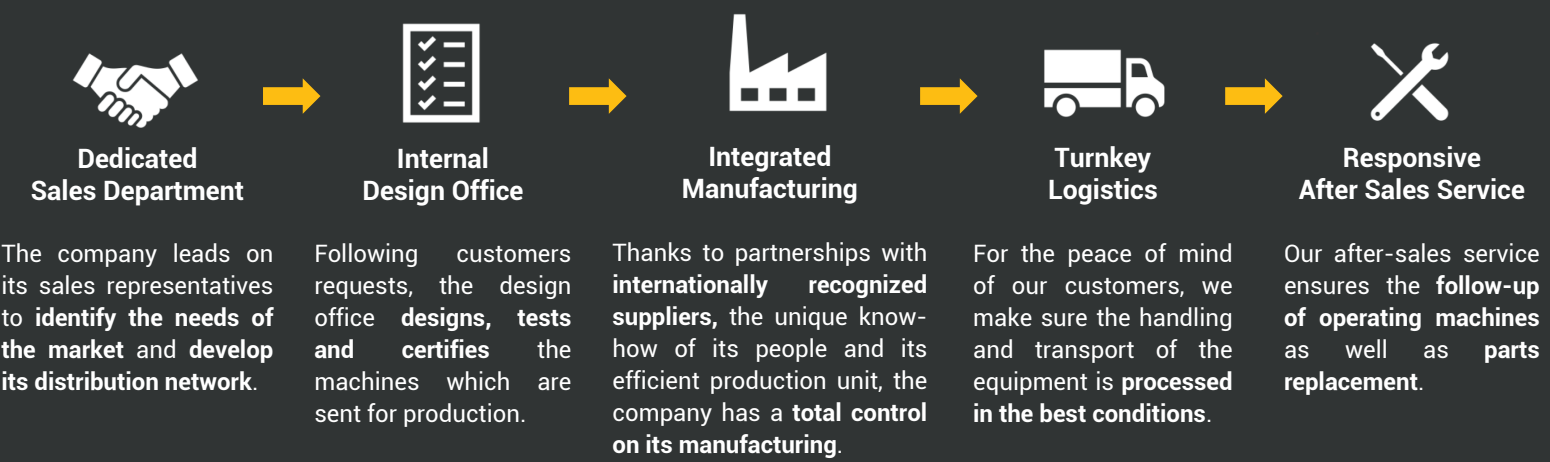 Dedicated
Sales Department
The company leads on
its sales representatives
to identify the needs of
the market and develop
its distribution network.
Internal
Design Office
Following customers
requests, the design
office designs, tests
and certifies the
machines which are
sent for production.
Integrated
Manufacturing
Thanks to partnerships with
internationally recognized
suppliers, the unique know-
how of its people and its
efficient production unit, the
company has a total control
on its manufacturing.
Turnkey
Logistics
For the peace of mind
of our customers, we
make sure the handling
and transport of the
equipment is processed
in the best conditions.
Responsive
After Sales Service
Our after-sales service
ensures the follow-up
of operating machines
as well as parts
replacement.